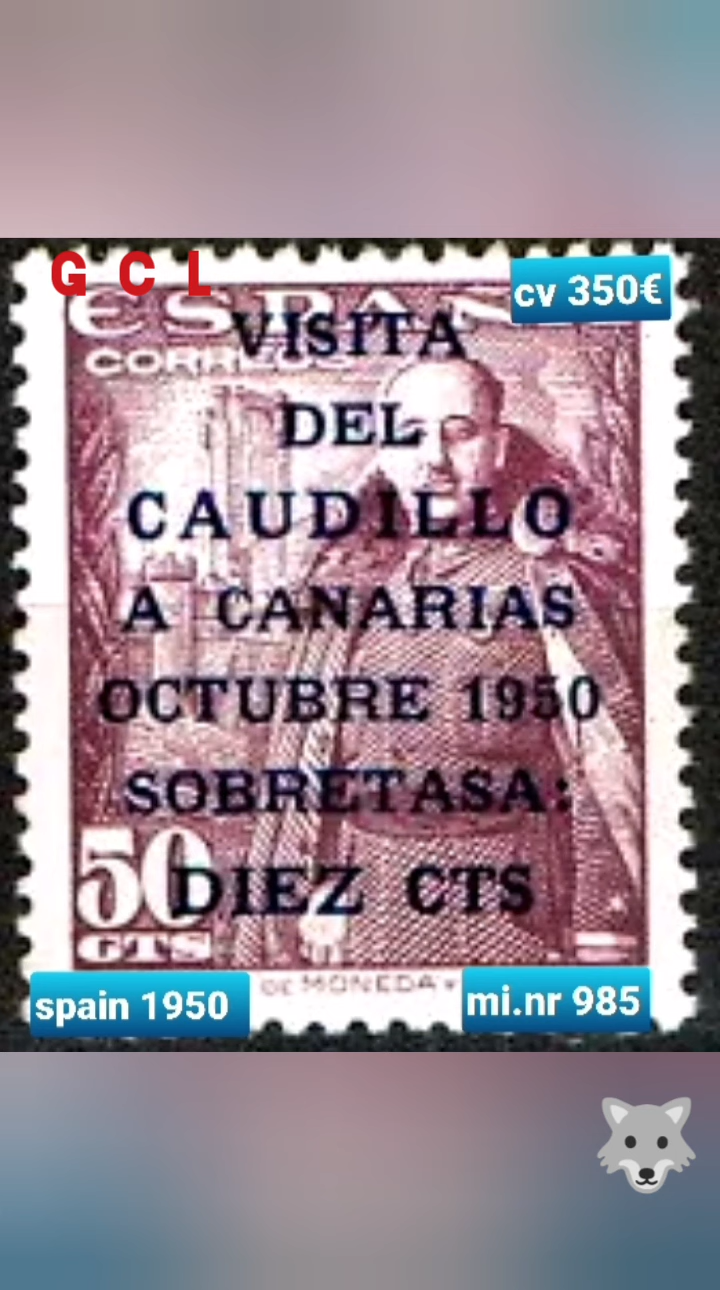 G C L
cv 350€
ESPAÑ
CORREOS
VISITA
DEL
CAUDILLO
A CANARIAS
OCTUBRE 1950
SOBRETASA:
DIEZ CTS
50
CTS
DE MONEDA Y
spain 1950
mi.nr 985